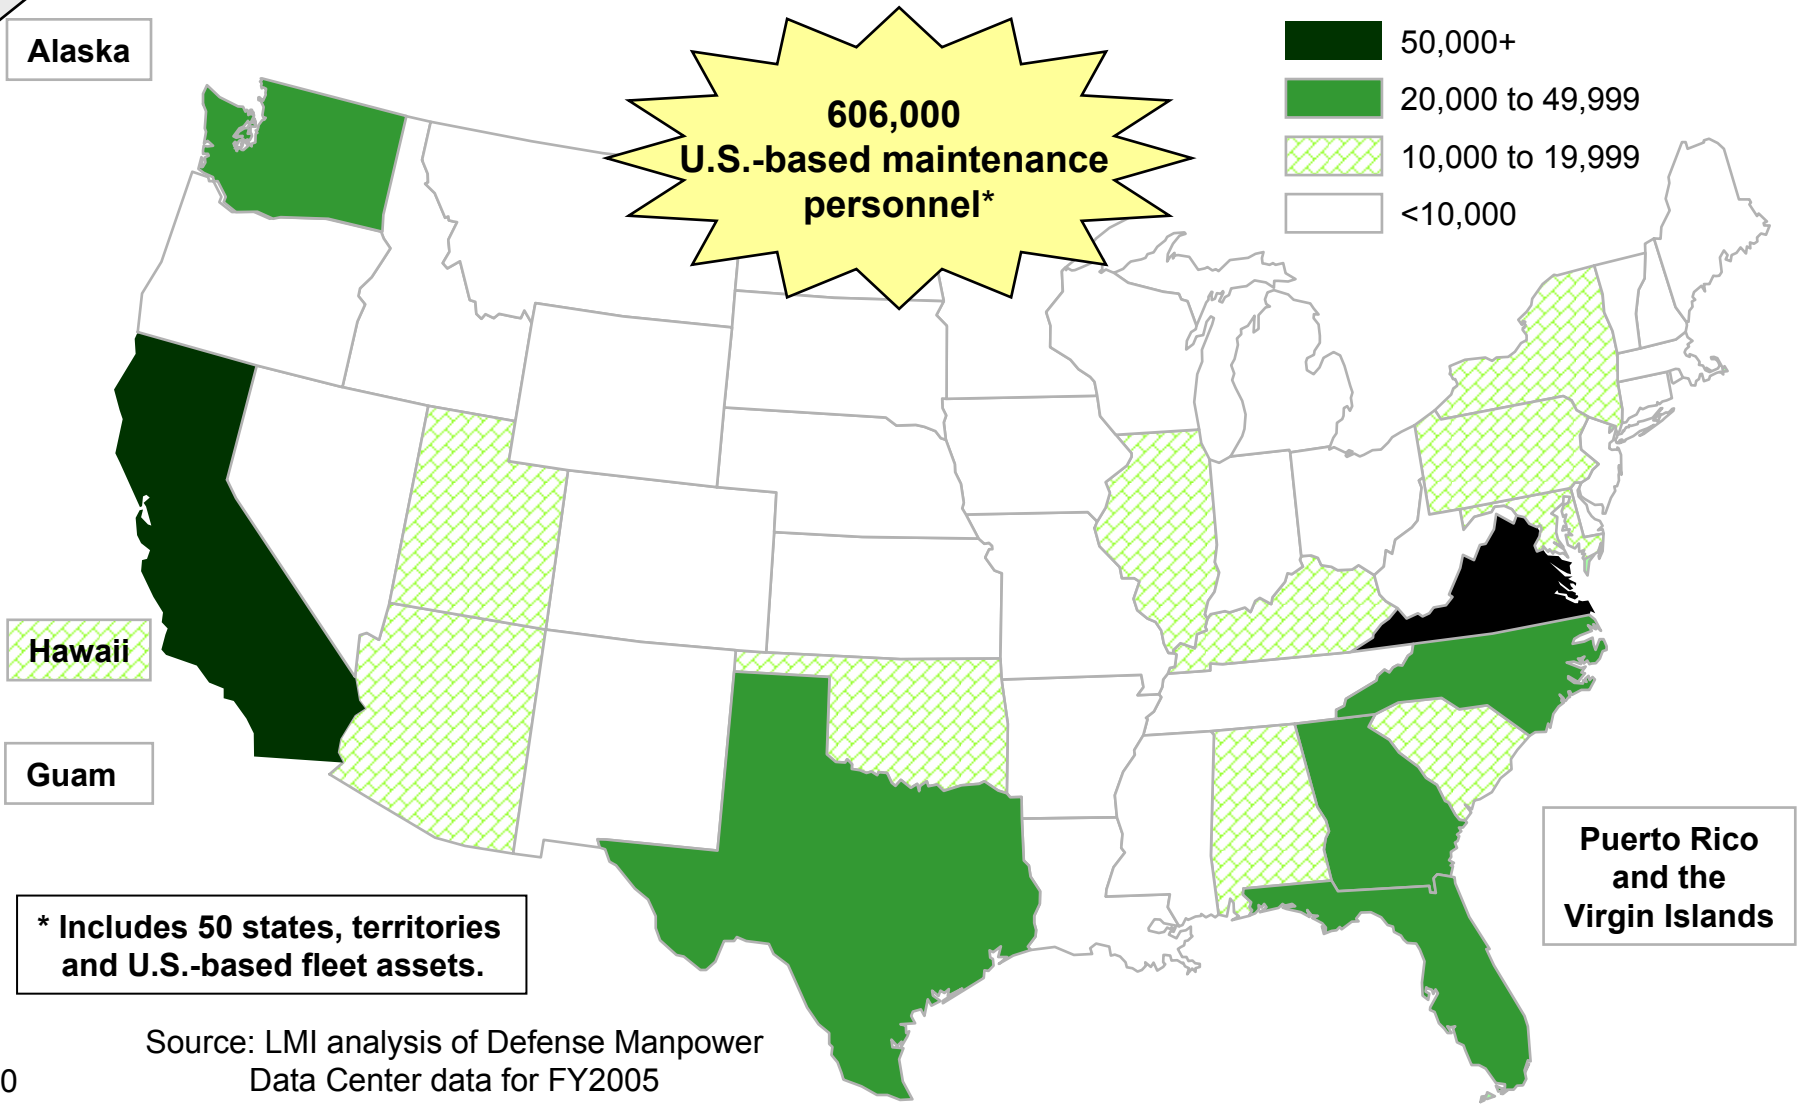 Alaska
606,000
U.S.-based maintenance
personnel*
50,000+
20,000 to 49,999
10,000 to 19,999
<10,000
Hawaii
Guam
Puerto Rico
and the
Virgin Islands
* Includes 50 states, territories
and U.S.-based fleet assets.
Source: LMI analysis of Defense Manpower
Data Center data for FY2005
0